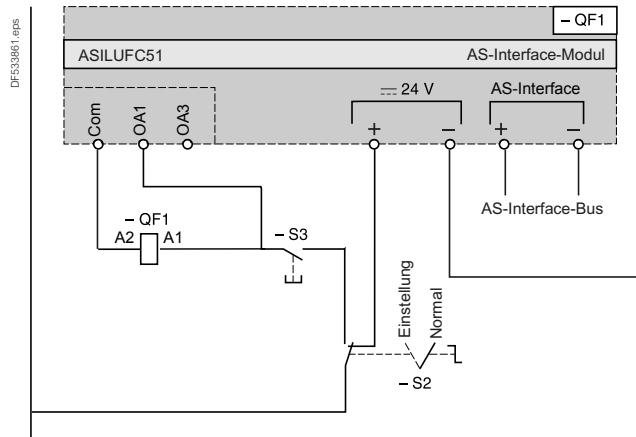 DF533861.eps
– QF1
ASILUFC51 AS-Interface-Modul
24 V AS-Interface
Com OA1 OA3
+ – + –
AS-Interface-Bus
– QF1
A2 A1
– S3
Einstellung Normal
– S2